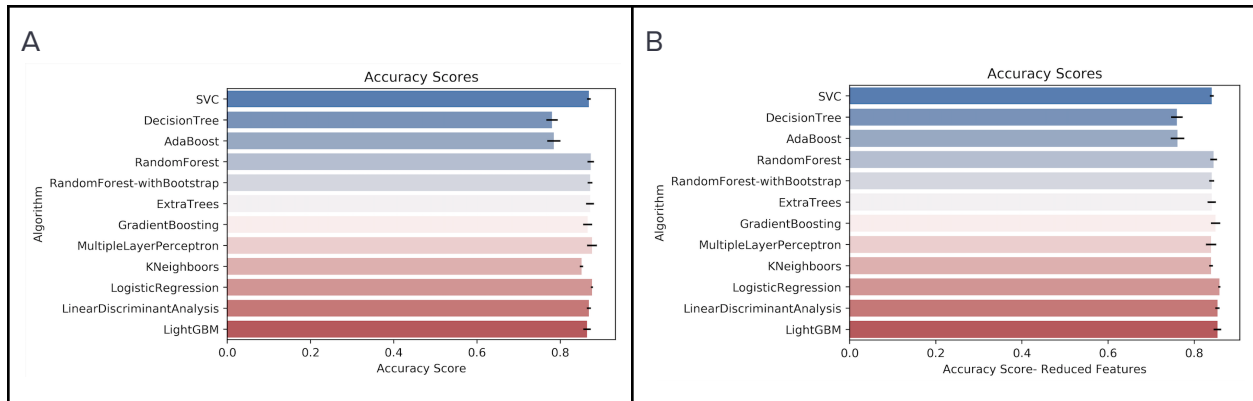 A
Accuracy Scores
SVC
DecisionTree
AdaBoost
RandomForest
RandomForest-withBootstrap
ExtraTrees
GradientBoosting
MultipleLayerPerceptron
KNeighboors
LogisticRegression
LinearDiscriminantAnalysis
LightGBM
Algorithm
0.0 0.2 0.4 0.6 0.8
Accuracy Score
B
Accuracy Scores
SVC
DecisionTree
AdaBoost
RandomForest
RandomForest-withBootstrap
ExtraTrees
GradientBoosting
MultipleLayerPerceptron
KNeighboors
LogisticRegression
LinearDiscriminantAnalysis
LightGBM
Algorithm
0.0 0.2 0.4 0.6 0.8
Accuracy Score- Reduced Features